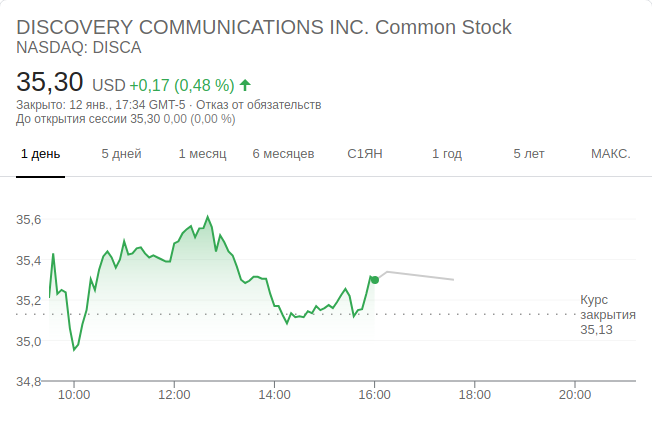 DISCOVERY COMMUNICATIONS INC. Common Stock
NASDAQ: DISCA
35,30 USD +0,17 (0,48 %)
Закрыто: 12 янв., 17:34 GMT-5 · Отказ от обязательств
До открытия сессии 35,30 0,00 (0,00 %)
1 день 5 дней 1 месяц 6 месяцев С1ЯН 1 год 5 лет МАКС.
35,6
35,4
35,2
35,0
34,8
Курс
закрытия
35,13
10:00 12:00 14:00 16:00 18:00 20:00